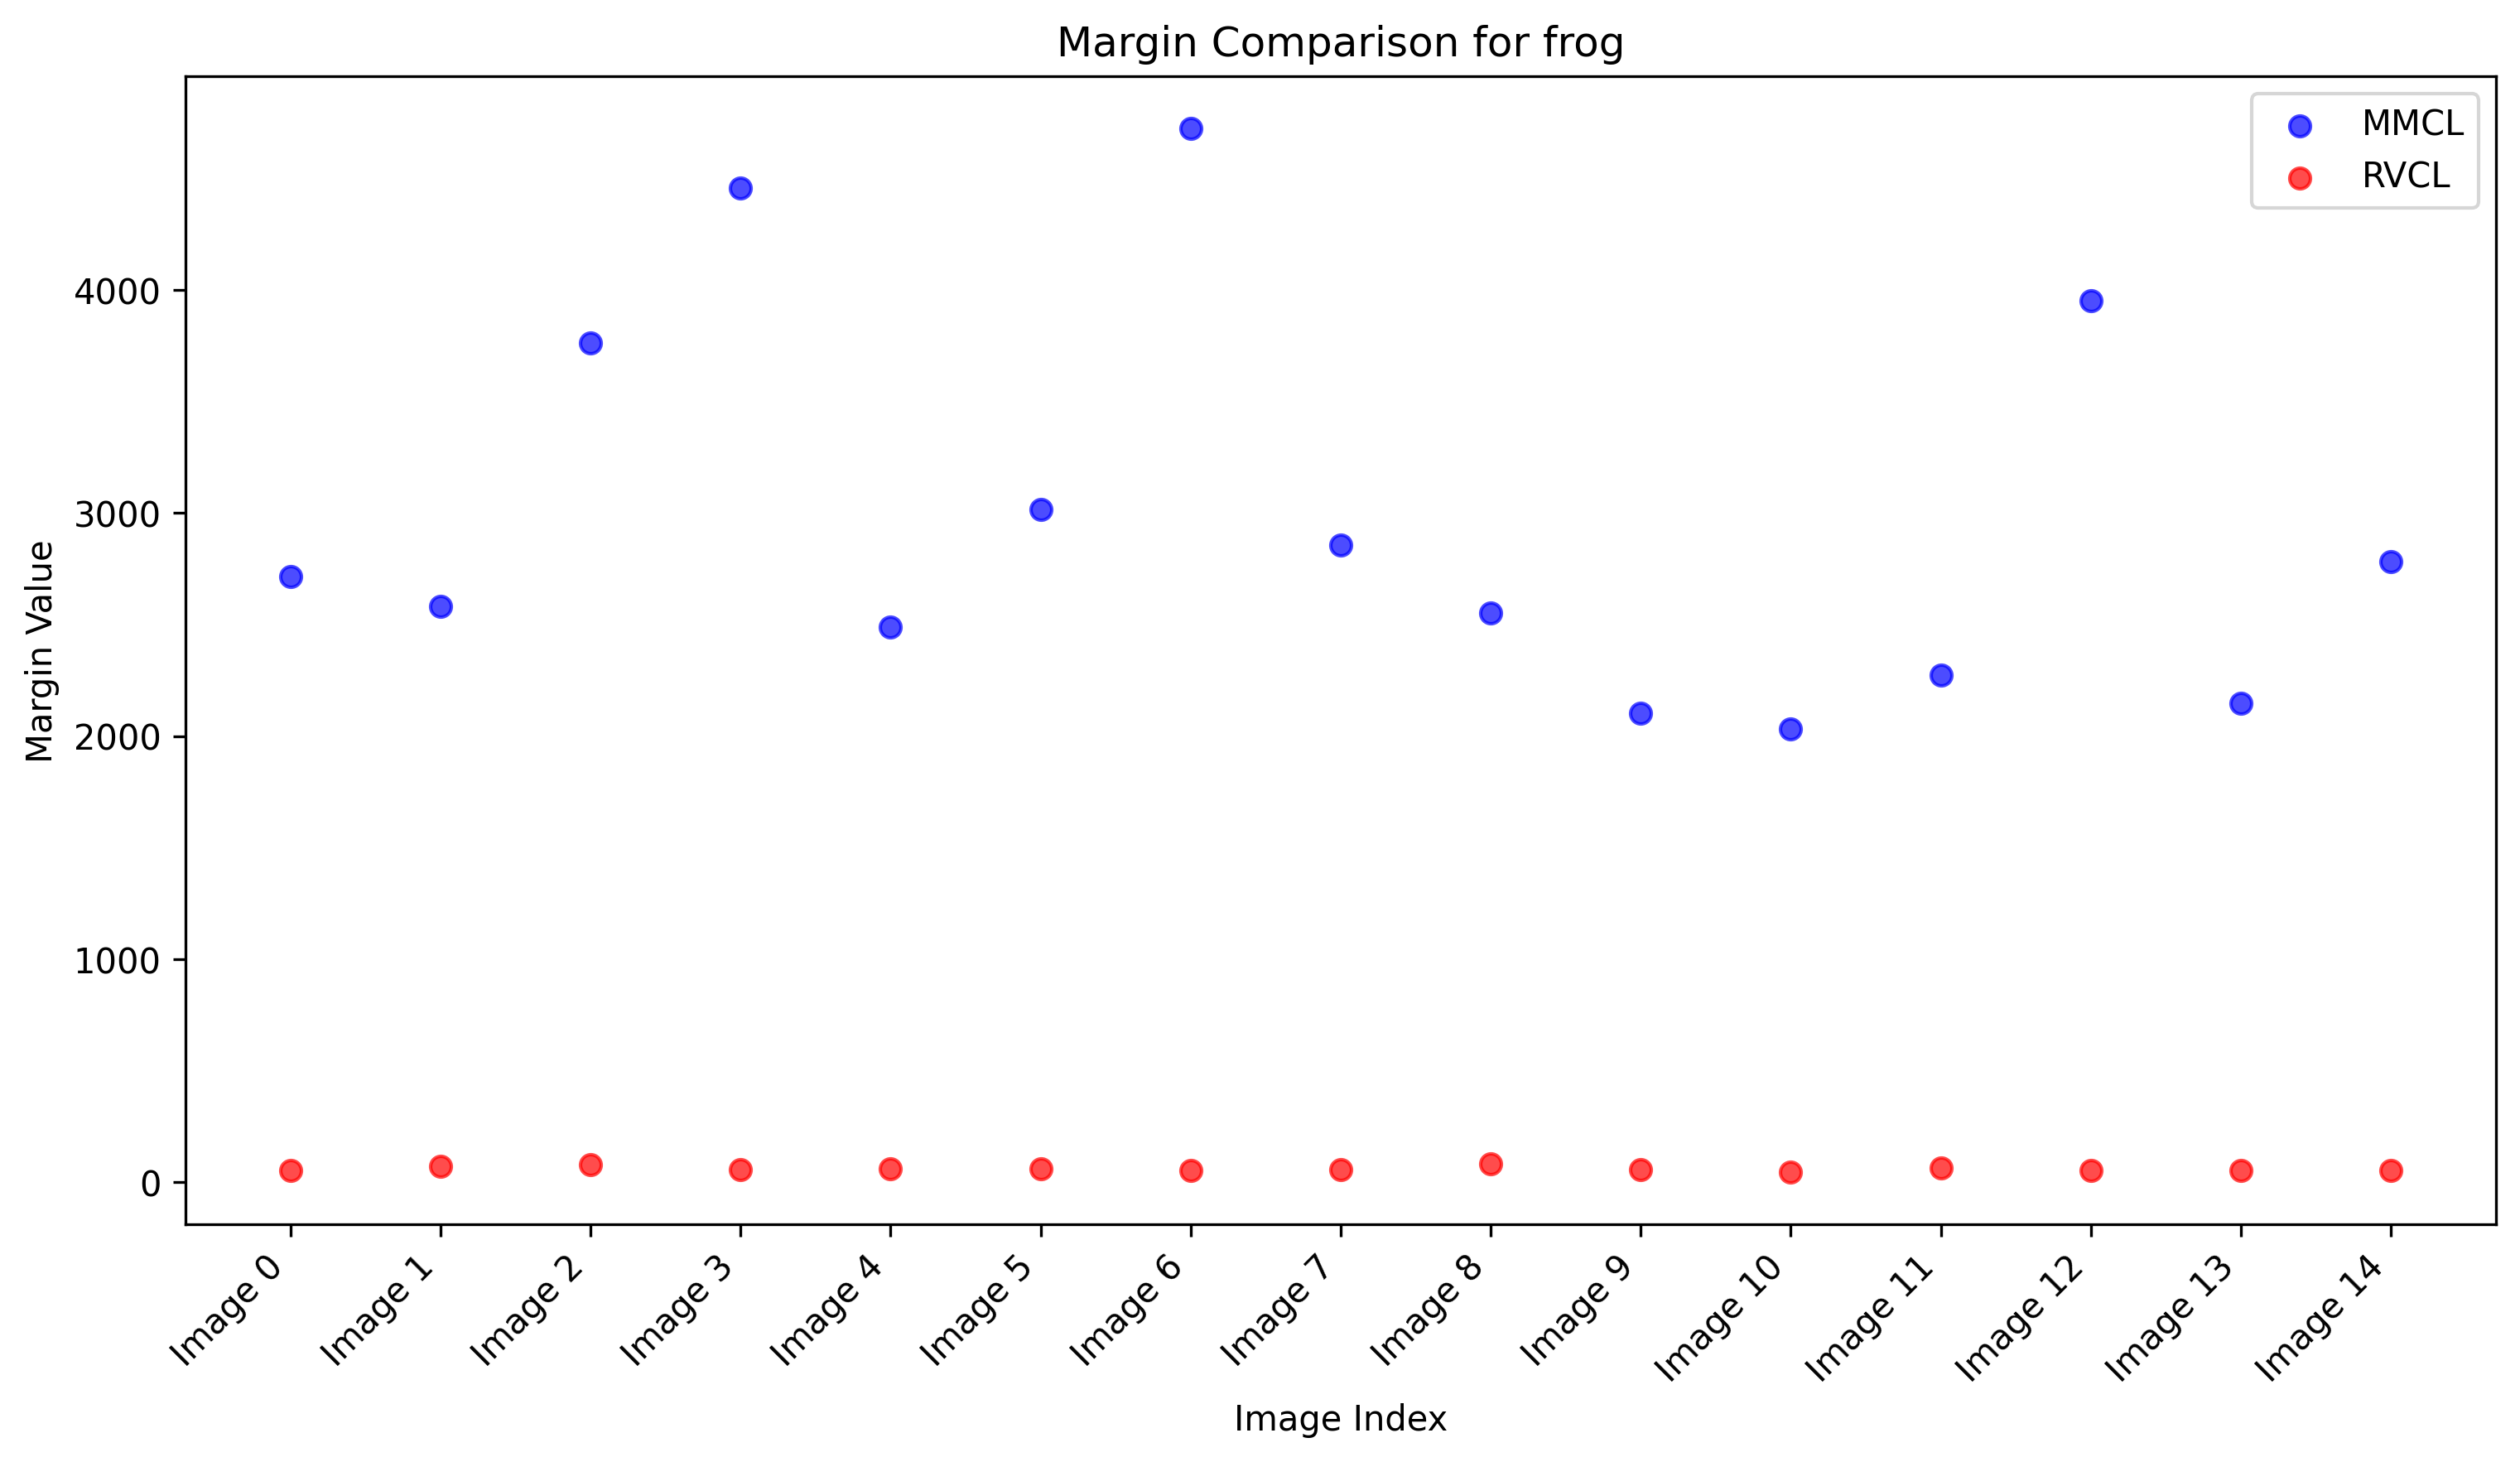 Margin Comparison for frog
MMCL
RVCL
Margin Value
4000
3000
2000
1000
0
Image 0
Image 1
Image 2
Image 3
Image 4
Image 5
Image 6
Image 7
Image 8
Image 9
Image 10
Image 11
Image 12
Image 13
Image 14
Image Index